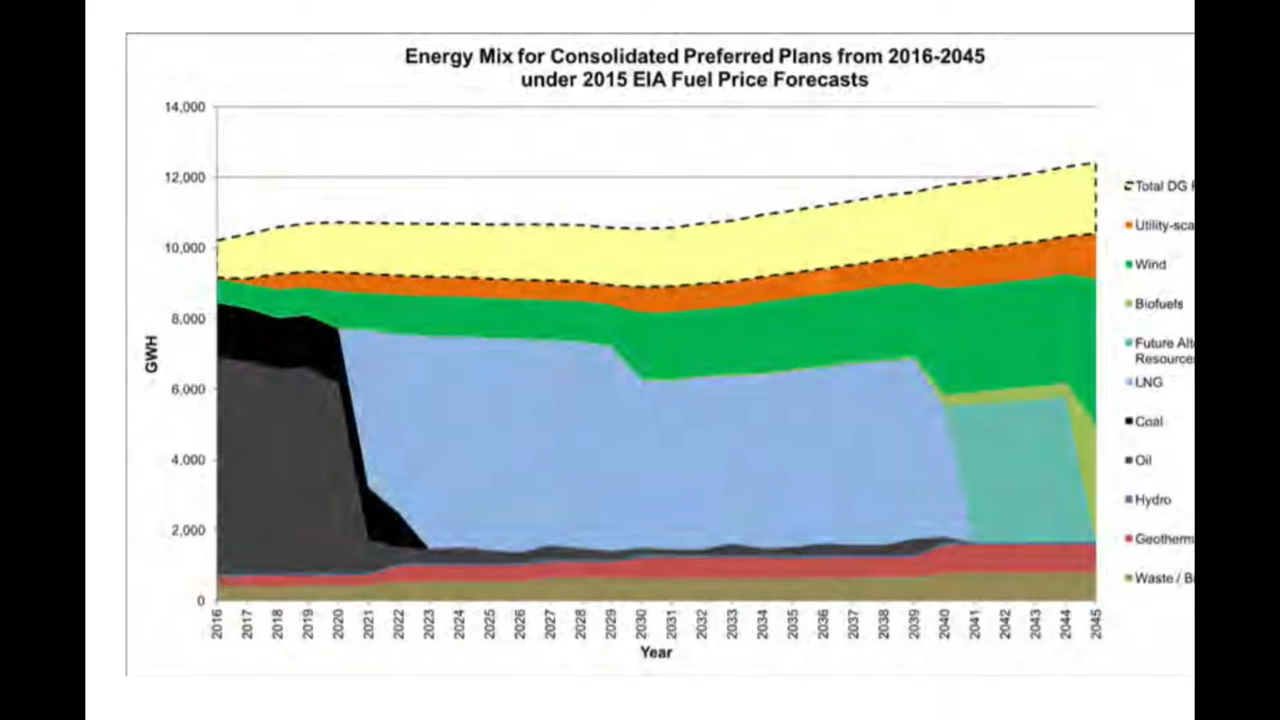 Energy Mix for Consolidated Preferred Plans from 2016-2045
under 2015 EIA Fuel Price Forecasts
14,000
12,000
10,000
8,000
6,000
4,000
2,000
0
GWH
2016 2017 2018 2019 2020 2021 2022 2023 2024 2025 2026 2027 2028 2029 2030 2031 2032 2033 2034 2035 2036 2037 2038 2039 2040 2041 2042 2043 2044 2045
Year
Total DG
Utility-sca
Wind
Biofuels
Future Alt
Resource
LNG
Coal
Oil
Hydro
Geotherm
Waste / B